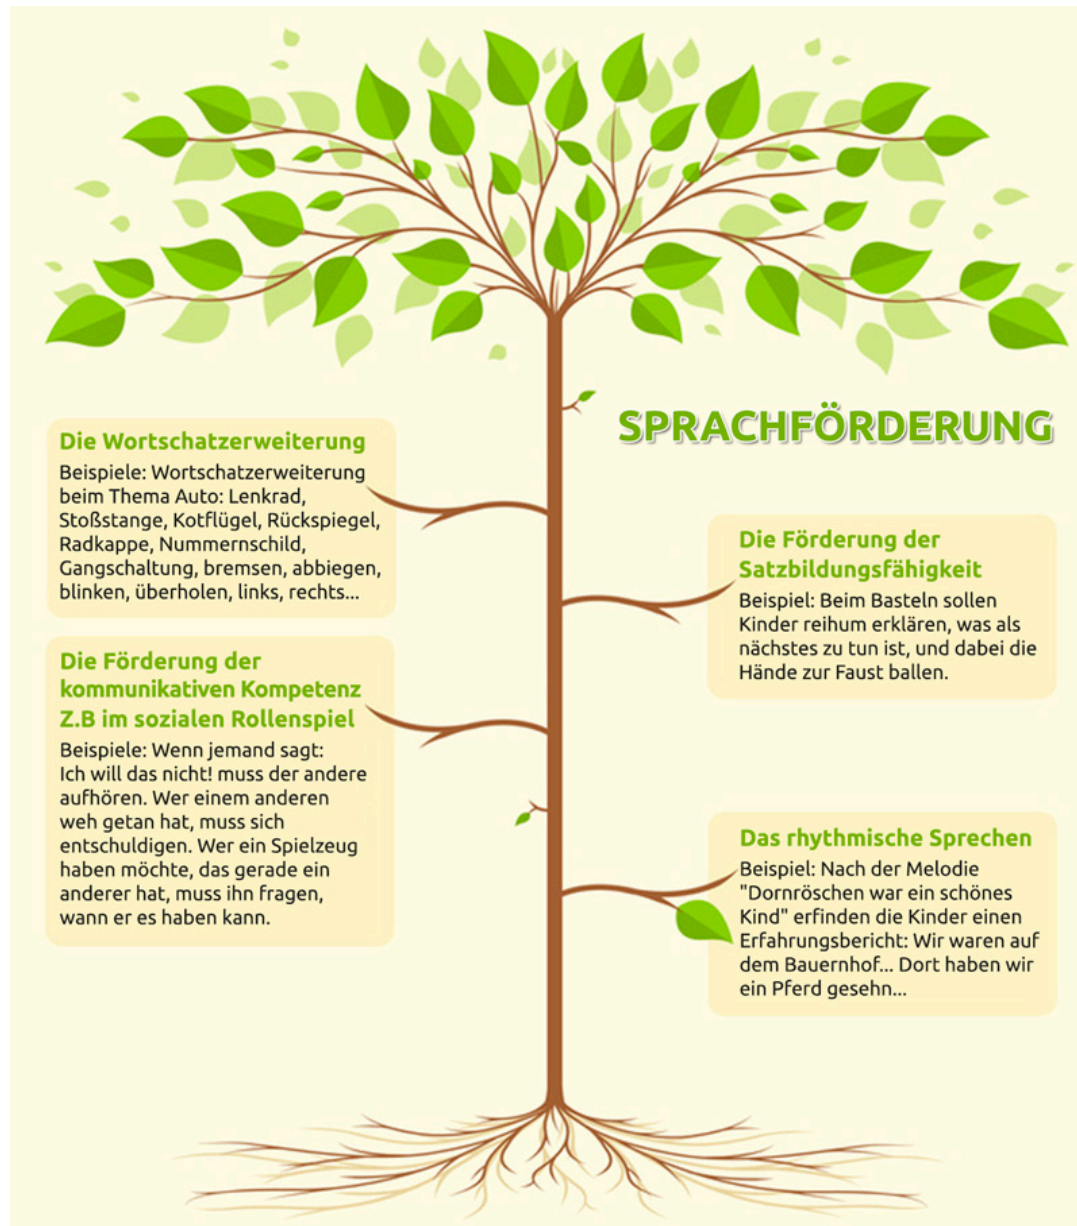 SPRACHFÖRDERUNG
Die Wortschatzerweiterung
Beispiele: Wortschatzerweiterung
beim Thema Auto: Lenkrad,
Stoßstange, Kotflügel, Rückspiegel,
Radkappe, Nummernschild,
Gangschaltung, bremsen, abbiegen,
blinken, überholen, links, rechts...
Die Förderung der
Satzbildungsfähigkeit
Beispiel: Beim Basteln sollen
Kinder reihum erklären, was als
nächstes zu tun ist, und dabei die
Hände zur Faust ballen.
Die Förderung der
kommunikativen Kompetenz
Z.B im sozialen Rollenspiel
Beispiele: Wenn jemand sagt:
Ich will das nicht! muss der andere
aufhören. Wer einem anderen
weh getan hat, muss sich
entschuldigen. Wer ein Spielzeug
haben möchte, das gerade ein
anderer hat, muss ihn fragen,
wann er es haben kann.
Das rhythmische Sprechen
Beispiel: Nach der Melodie
"Dornröschen war ein schönes
Kind" erfinden die Kinder einen
Erfahrungsbericht: Wir waren auf
dem Bauernhof... Dort haben wir
ein Pferd gesehn...